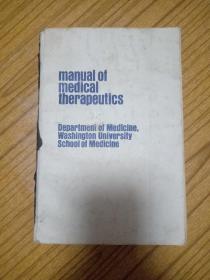 manual of
medical
therapeutics
Department of Medicine,
Washington University
School of Medicine